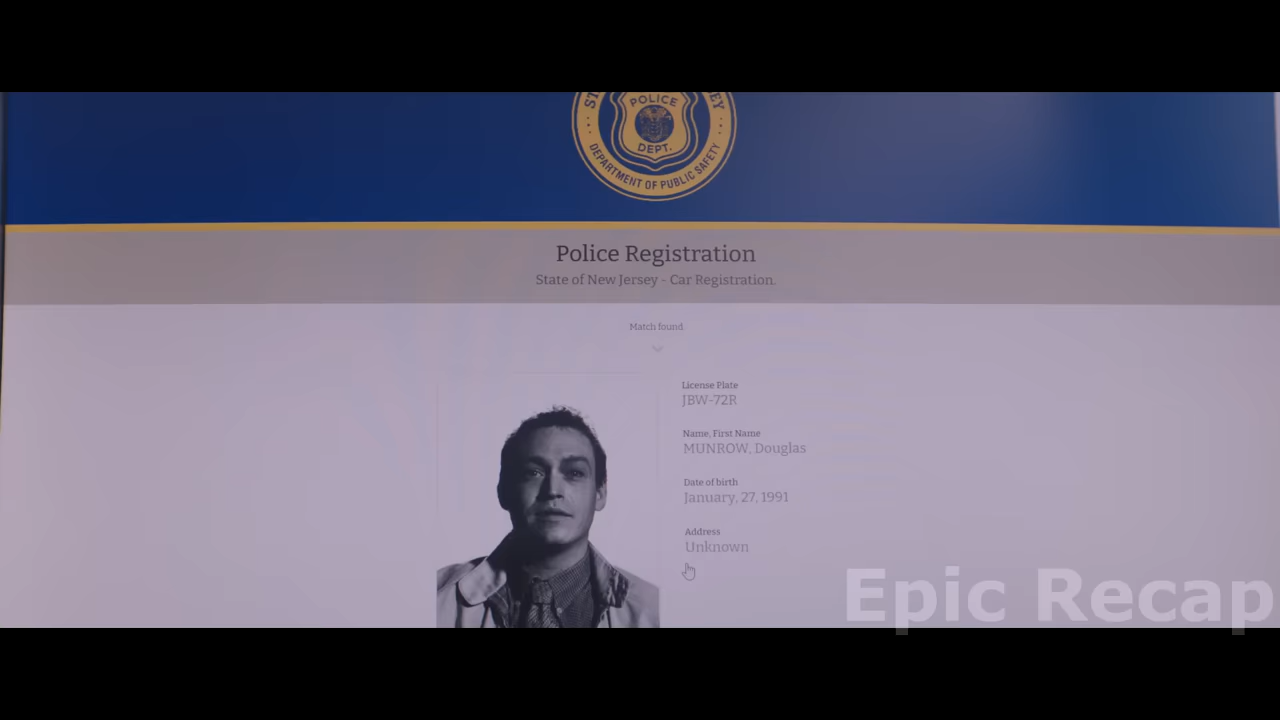 POLICE
DEPT.
DEPARTMENT OF PUBLIC SAFETY
Police Registration
State of New Jersey - Car Registration.
Match found
License Plate
JBW-72R
Name, First Name
MUNROW, Douglas
Date of birth
January, 27, 1991
Address
Unknown
Epic Recap